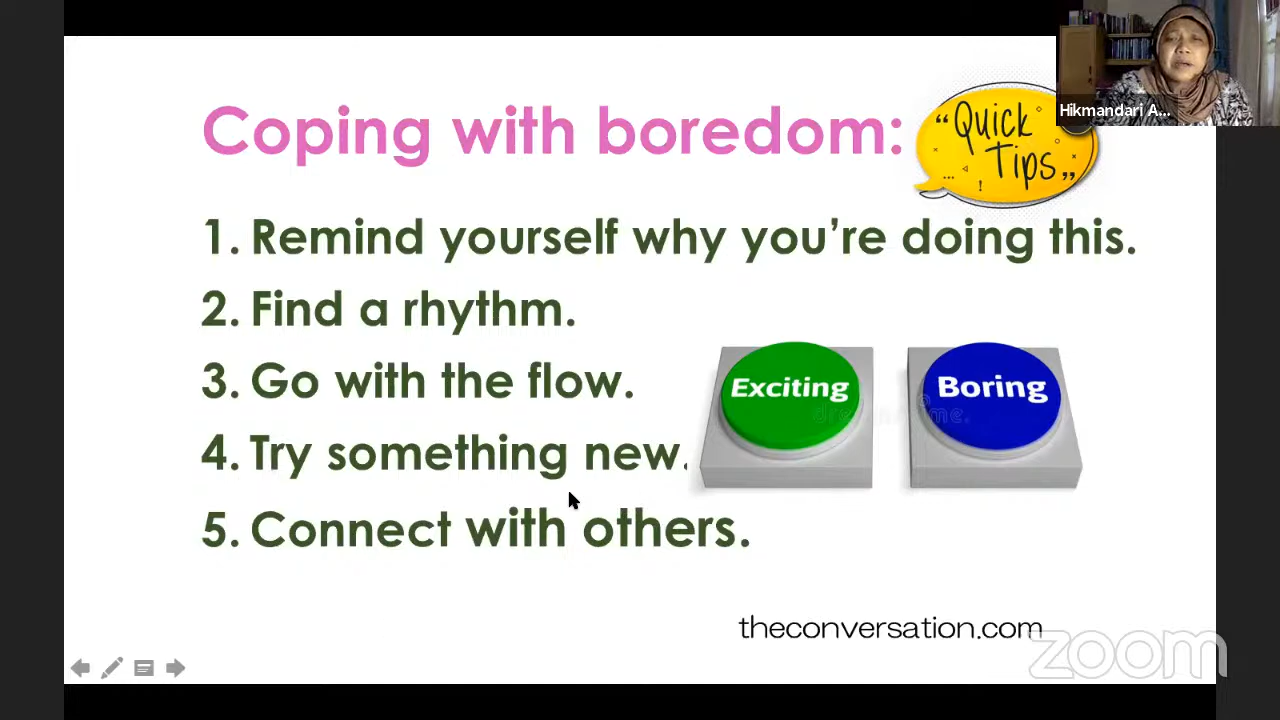 Hikmandari A...
Coping with boredom:
“Quick
Tips”
1. Remind yourself why you’re doing this.
2. Find a rhythm.
3. Go with the flow.
4. Try something new.
5. Connect with others.
Exciting
Boring
theconversation.com
zoom